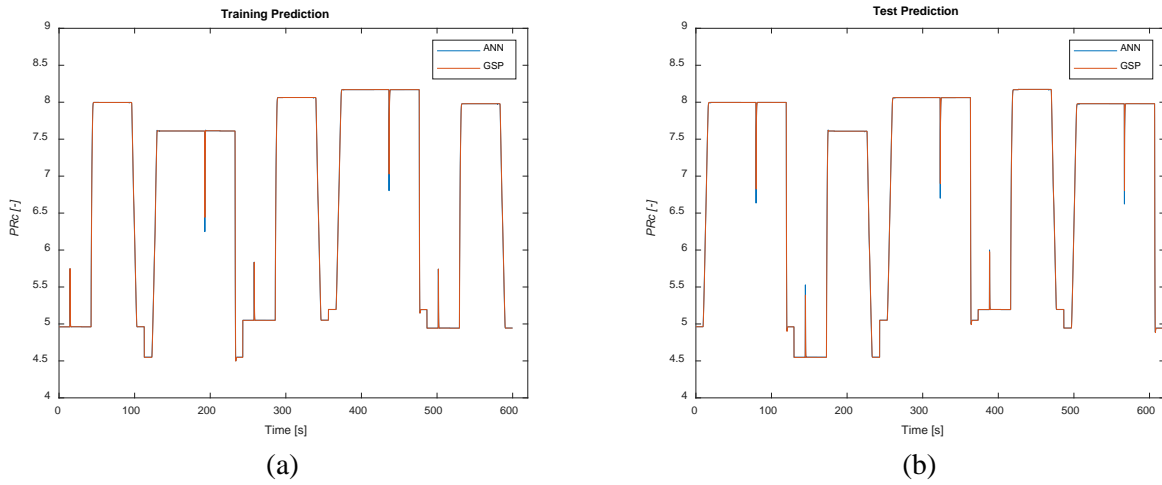 Training Prediction
9
8.5
8
7.5
7
6.5
6
5.5
5
4.5
4
PRc [-]
ANN
GSP
0 100 200 300 400 500 600
Time [s]
(a)
Test Prediction
9
8.5
8
7.5
7
6.5
6
5.5
5
4.5
4
PRc [-]
ANN
GSP
0 100 200 300 400 500 600
Time [s]
(b)